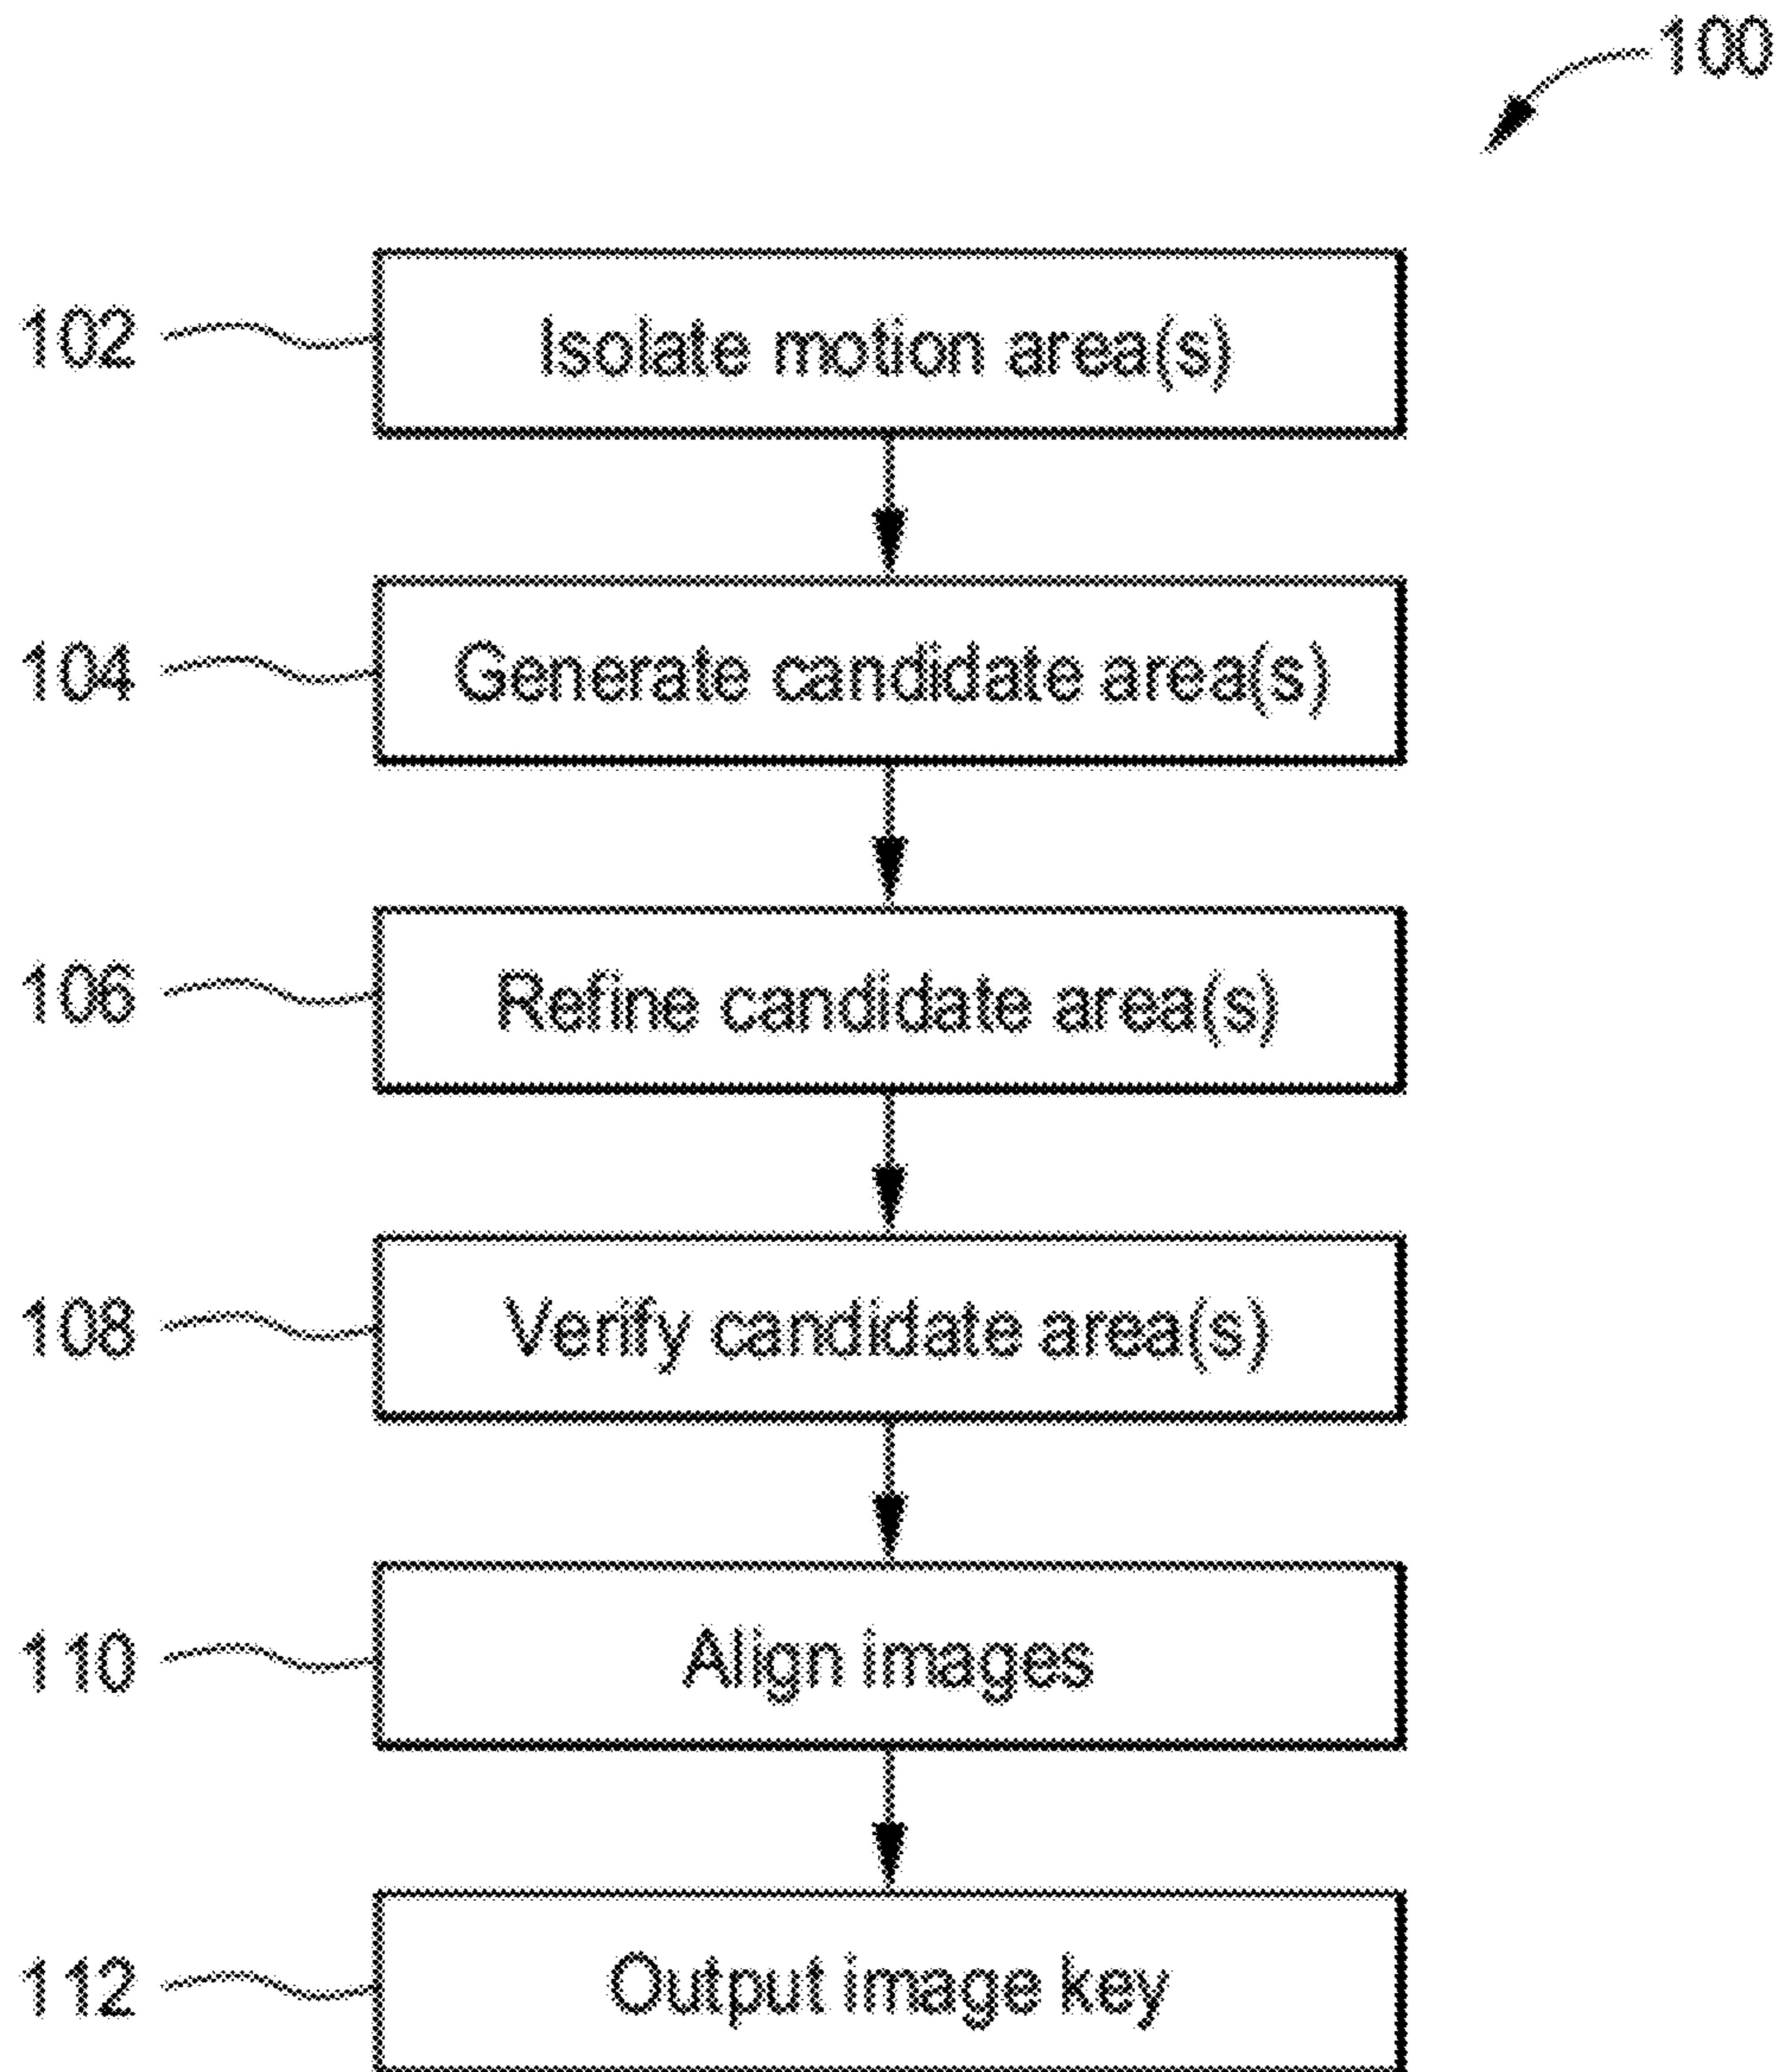 100
102 Isolate motion area(s)
104 Generate candidate area(s)
106 Refine candidate area(s)
108 Verify candidate area(s)
110 Align images
112 Output image key